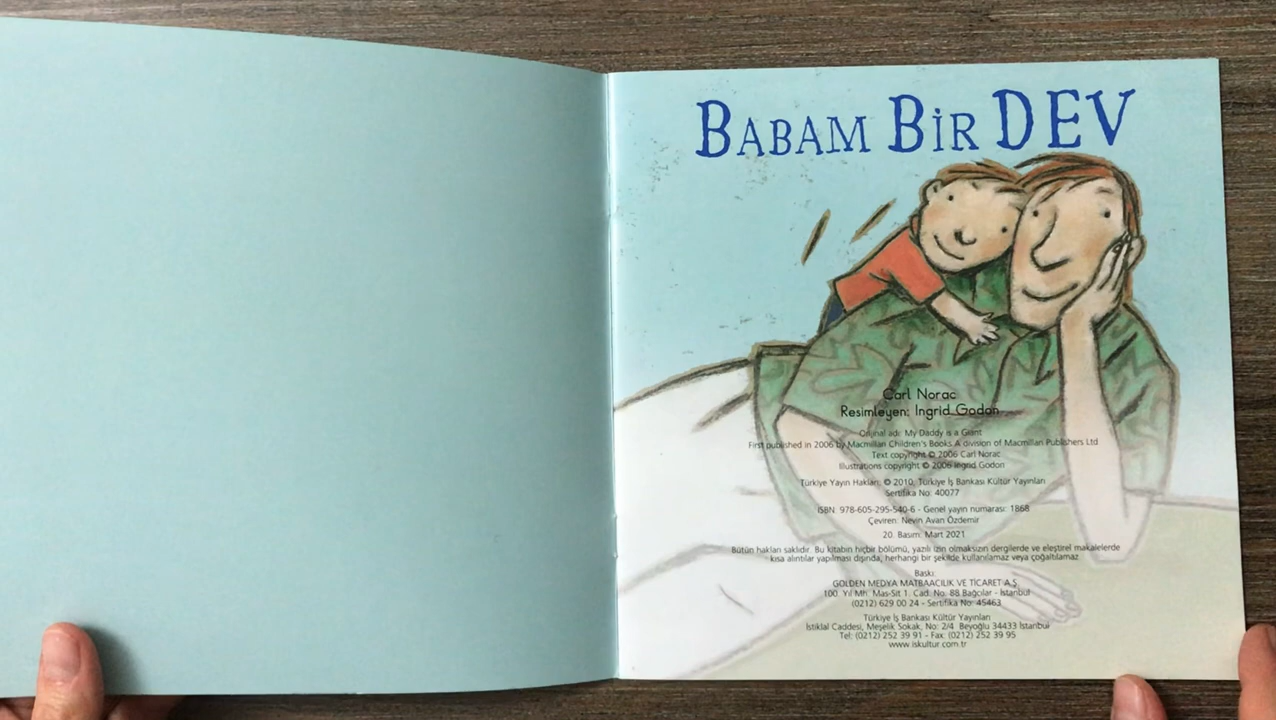 BABAM BİR DEV
Carl Norac
Resimleyen: Ingrid Godon
Orijinal adı: My Daddy is a Giant
First published in 2006 by Macmillan Children's Books A division of Macmillan Publishers Ltd
Text copyright © 2006 Carl Norac
Illustrations copyright © 2006 Ingrid Godon
Türkiye Yayın Hakları: © 2010, Türkiye İş Bankası Kültür Yayınları
Sertifika No: 40077
ISBN: 978-605-295-540-6 - Genel yayın numarası: 1868
Çeviren: Nevin Avan Özdemir
20. Basım: Mart 2021
Bütün hakları saklıdır. Bu kitabın hiçbir bölümü, yazılı izin olmaksızın dergilerde ve eleştirel makalelerde
kısa alıntılar yapılması dışında, herhangi bir şekilde kullanılamaz veya çoğaltılamaz
Baskı:
GOLDEN MEDYA MATBAACILIK VE TİCARET A.Ş.
100. Yıl Mh. Mas-Sit 1. Cad. No: 88 Bağcılar - İstanbul
(0212) 629 00 24 - Sertifika No: 45463
Türkiye İş Bankası Kültür Yayınları
İstiklal Caddesi, Meşelik Sokak, No: 2/4 Beyoğlu 34433 İstanbul
Tel: (0212) 252 39 91 - Fax: (0212) 252 39 95
www.iskultur.com.tr